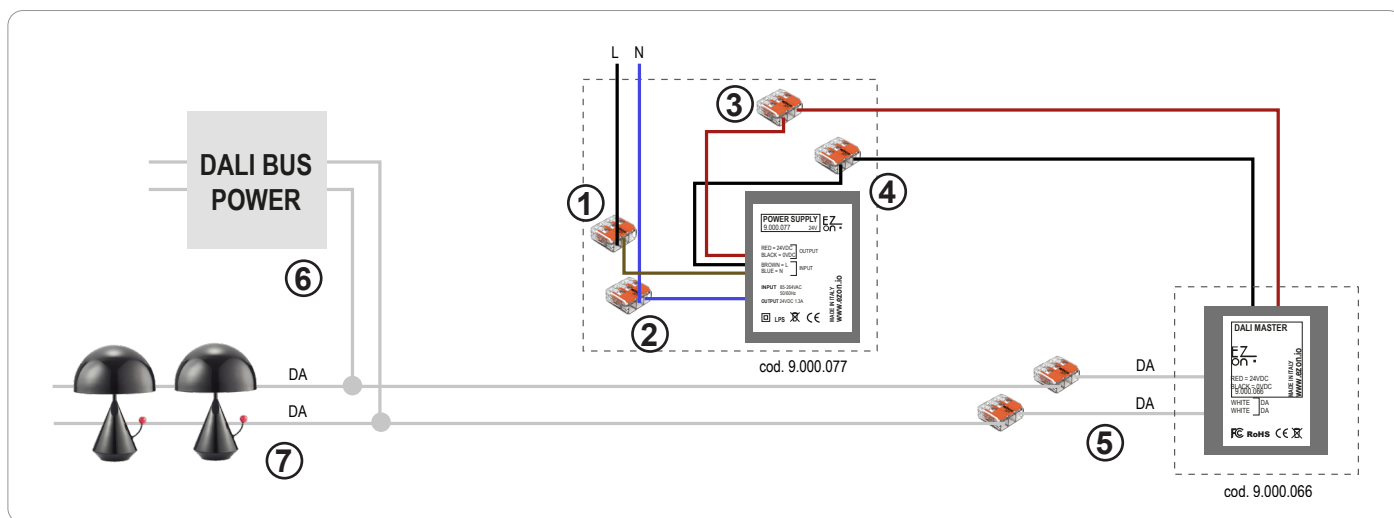 L N
3
4
1
2
DALI BUS
POWER
6
POWER SUPPLY
9.000.077 24V
EZ
on
RED = 24VDC
BLACK = 0VDC
OUTPUT
BROWN = L
BLUE = N
INPUT
INPUT 85-264VAC
50/60Hz
OUTPUT 24VDC 1.3A
LPS CE
MADE IN ITALY
www.ezon.io
cod. 9.000.077
DA
DA
7
DA
DA
5
DALI MASTER
EZ
on
RED = 24VDC
BLACK = 0VDC
9.000.066
WHITE DA
WHITE DA
MADE IN ITALY
www.ezon.io
FC RoHS CE
cod. 9.000.066